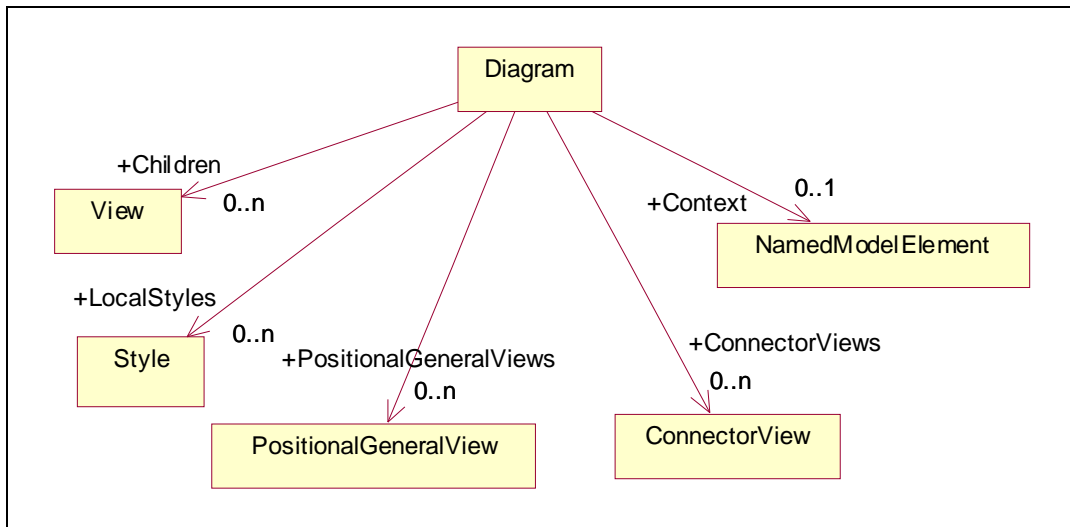 Diagram
+Children
0..n
View
0..1
+Context
NamedModelElement
+LocalStyles
0..n
Style
+PositionalGeneralViews
0..n
PositionalGeneralView
+ConnectorViews
0..n
ConnectorView